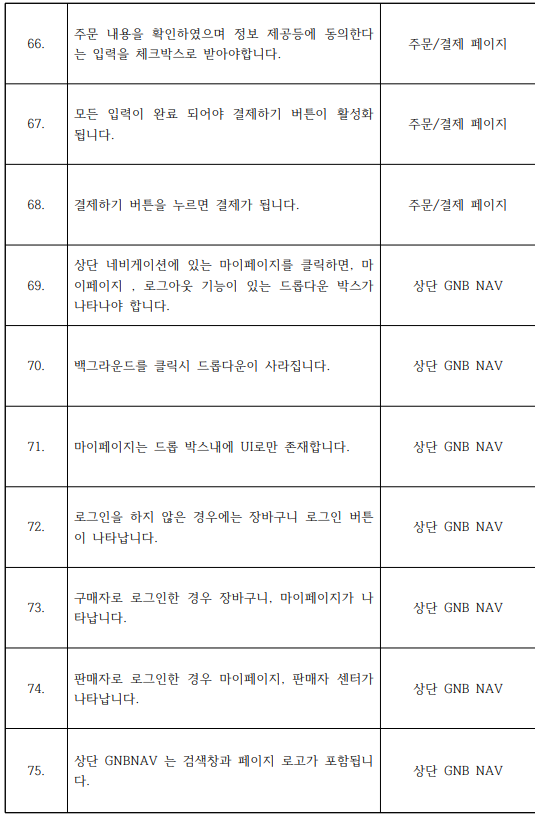 66.
주문 내용을 확인하였으며 정보 제공등에 동의한다
는 입력을 체크박스로 받아야합니다.
주문/결제 페이지
67.
모든 입력이 완료 되어야 결제하기 버튼이 활성화
됩니다.
주문/결제 페이지
68.
결제하기 버튼을 누르면 결제가 됩니다.
주문/결제 페이지
69.
상단 네비게이션에 있는 마이페이지를 클릭하면, 마
이페이지 , 로그아웃 기능이 있는 드롭다운 박스가
나타나야 합니다.
상단 GNB NAV
70.
백그라운드를 클릭시 드롭다운이 사라집니다.
상단 GNB NAV
71.
마이페이지는 드롭 박스내에 UI로만 존재합니다.
상단 GNB NAV
72.
로그인을 하지 않은 경우에는 장바구니 로그인 버튼
이 나타납니다.
상단 GNB NAV
73.
구매자로 로그인한 경우 장바구니, 마이페이지가 나
타납니다.
상단 GNB NAV
74.
판매자로 로그인한 경우 마이페이지, 판매자 센터가
나타납니다.
상단 GNB NAV
75.
상단 GNBNAV 는 검색창과 페이지 로고가 포함됩니
다.
상단 GNB NAV